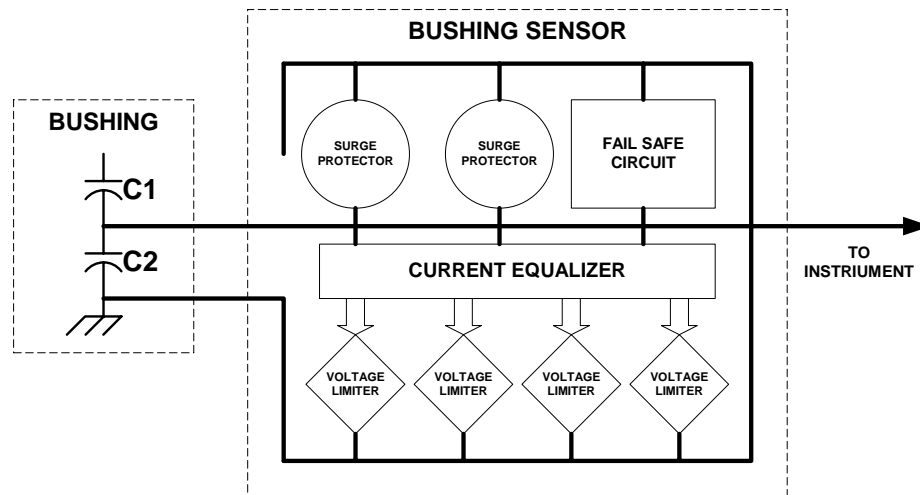 BUSHING SENSOR
BUSHING
C1
C2
SURGE
PROTECTOR
SURGE
PROTECTOR
FAIL SAFE
CIRCUIT
CURRENT EQUALIZER
TO
INSTRIUMENT
VOLTAGE
LIMITER
VOLTAGE
LIMITER
VOLTAGE
LIMITER
VOLTAGE
LIMITER